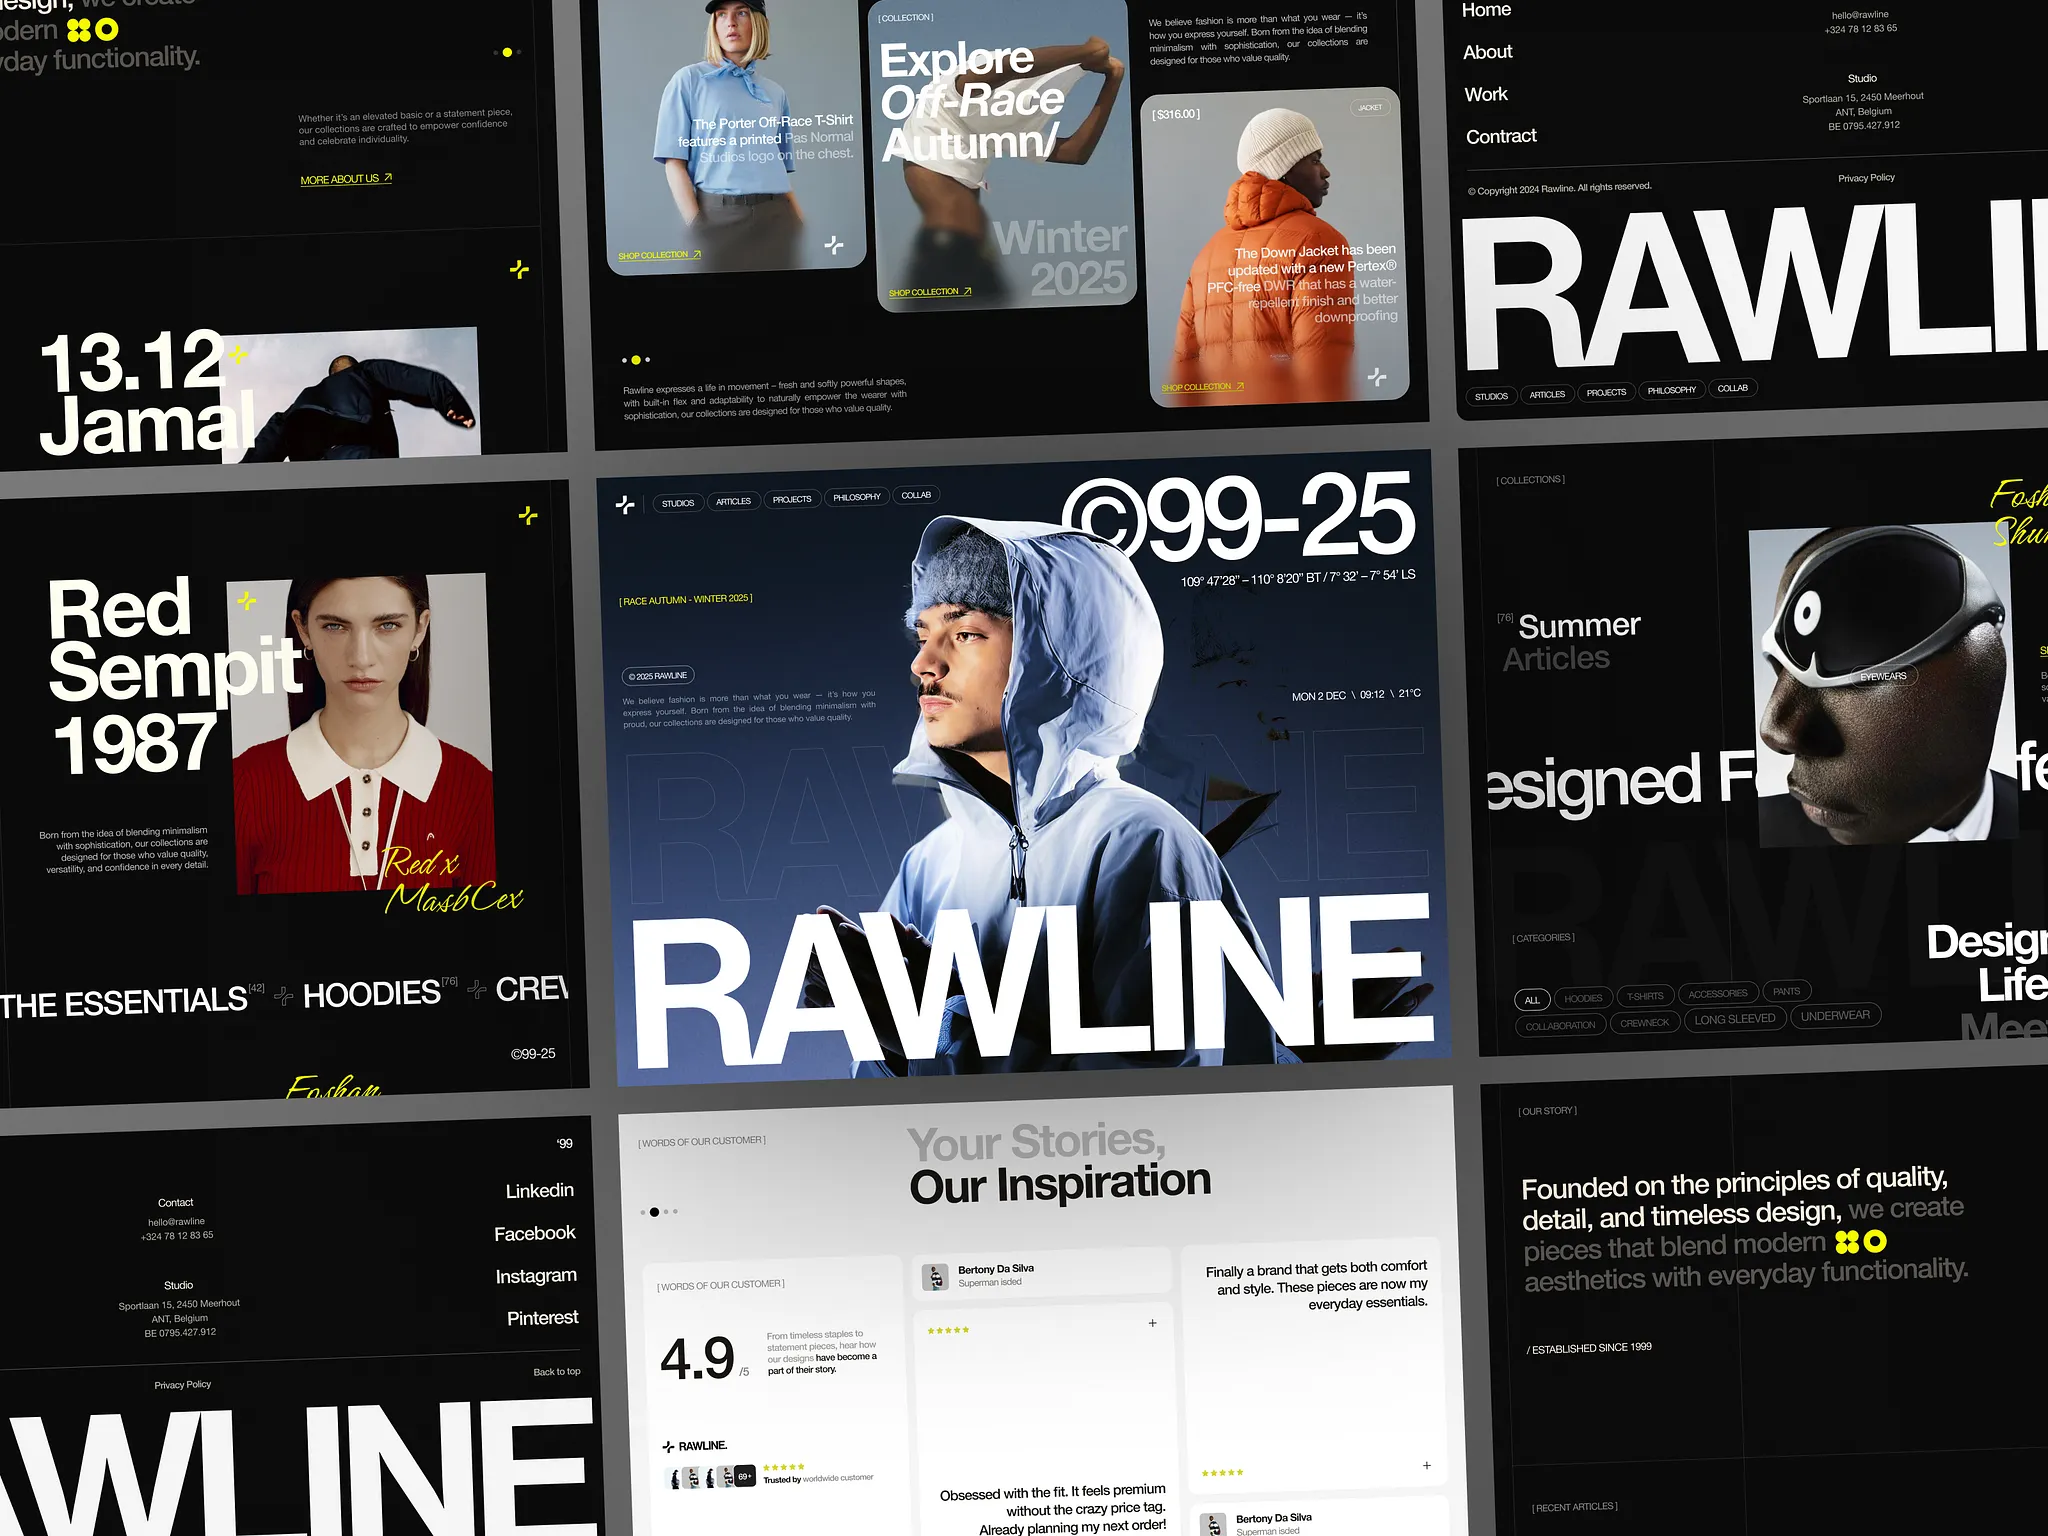 design, we create
odern
day functionality.
Whether it's an elevated basic or a statement piece,
our collections are crafted to empower confidence
and celebrate individuality.
MORE ABOUT US
13.12
Jamal
The Porter Off-Race T-Shirt
features a printed Pas Normal
Studios logo on the chest.
SHOP COLLECTION
[ COLLECTION ]
Explore
Off-Race
Autumn/
Winter
2025
SHOP COLLECTION
We believe fashion is more than what you wear — it's
how you express yourself. Born from the idea of blending
minimalism with sophistication, our collections are
designed for those who value quality.
[ $316.00 ]
JACKET
The Down Jacket has been
updated with a new Pertex®
PFC-free DWR that has a water-
repellent finish and better
downproofing
SHOP COLLECTION
Rawline expresses a life in movement – fresh and softly powerful shapes,
with built-in flex and adaptability to naturally empower the wearer with
sophistication, our collections are designed for those who value quality.
Home
About
Work
Contract
hello@rawline
+324 78 12 83 65
Studio
Sportlaan 15, 2450 Meerhout
ANT, Belgium
BE 0795.427.912
© Copyright 2024 Rawline. All rights reserved.
Privacy Policy
RAWLI
STUDIOS
ARTICLES
PROJECTS
PHILOSOPHY
COLLAB
Red
Sempit
1987
Born from the idea of blending minimalism
with sophistication, our collections are
designed for those who value quality,
versatility, and confidence in every detail.
Red x
MasbCex
THE ESSENTIALS [42] HOODIES [76] CREW
©99-25
Foshan
STUDIOS
ARTICLES
PROJECTS
PHILOSOPHY
COLLAB
©99-25
109° 47'28" – 110° 8'20" BT / 7° 32' – 7° 54' LS
[ RACE AUTUMN - WINTER 2025 ]
© 2025 RAWLINE
We believe fashion is more than what you wear — it's how you
express yourself. Born from the idea of blending minimalism with
proud, our collections are designed for those who value quality.
MON 2 DEC \ 09:12 \ 21°C
RAWLINE
RAWLINE
[ COLLECTIONS ]
Fosh
Shu
[76] Summer
Articles
EYEWEARS
esigned Fo
fe
RAWL
[ CATEGORIES ]
ALL
HOODIES
T-SHIRTS
ACCESSORIES
PANTS
COLLABORATION
CREWNECK
LONG SLEEVED
UNDERWEAR
Design
Life
Mee
'99
Contact
hello@rawline
+324 78 12 83 65
Studio
Sportlaan 15, 2450 Meerhout
ANT, Belgium
BE 0795.427.912
Linkedin
Facebook
Instagram
Pinterest
Privacy Policy
Back to top
AWLINE
[ WORDS OF OUR CUSTOMER ]
Your Stories,
Our Inspiration
[ WORDS OF OUR CUSTOMER ]
4.9 /5
From timeless staples to
statement pieces, hear how
our designs have become a
part of their story.
RAWLINE.
69+
Trusted by worldwide customer
Bertony Da Silva
Superman isded
Obsessed with the fit. It feels premium
without the crazy price tag.
Already planning my next order!
Finally a brand that gets both comfort
and style. These pieces are now my
everyday essentials.
Bertony Da Silva
Superman isded
[ OUR STORY ]
Founded on the principles of quality,
detail, and timeless design, we create
pieces that blend modern
aesthetics with everyday functionality.
/ ESTABLISHED SINCE 1999
[ RECENT ARTICLES ]